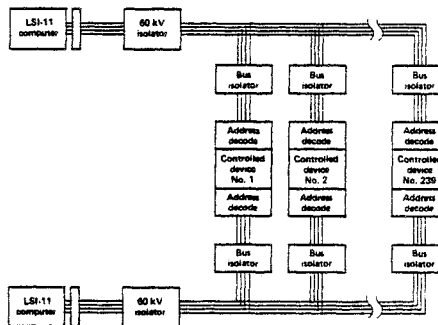 LSI-11
computer
60 kV
isolator
Bus
isolator
Bus
isolator
Bus
isolator
Address
decode
Controlled
device
No. 1
Address
decode
Address
decode
Controlled
device
No. 2
Address
decode
Address
decode
Controlled
device
No. 239
Address
decode
Bus
isolator
Bus
isolator
Bus
isolator
LSI-11
computer
60 kV
isolator